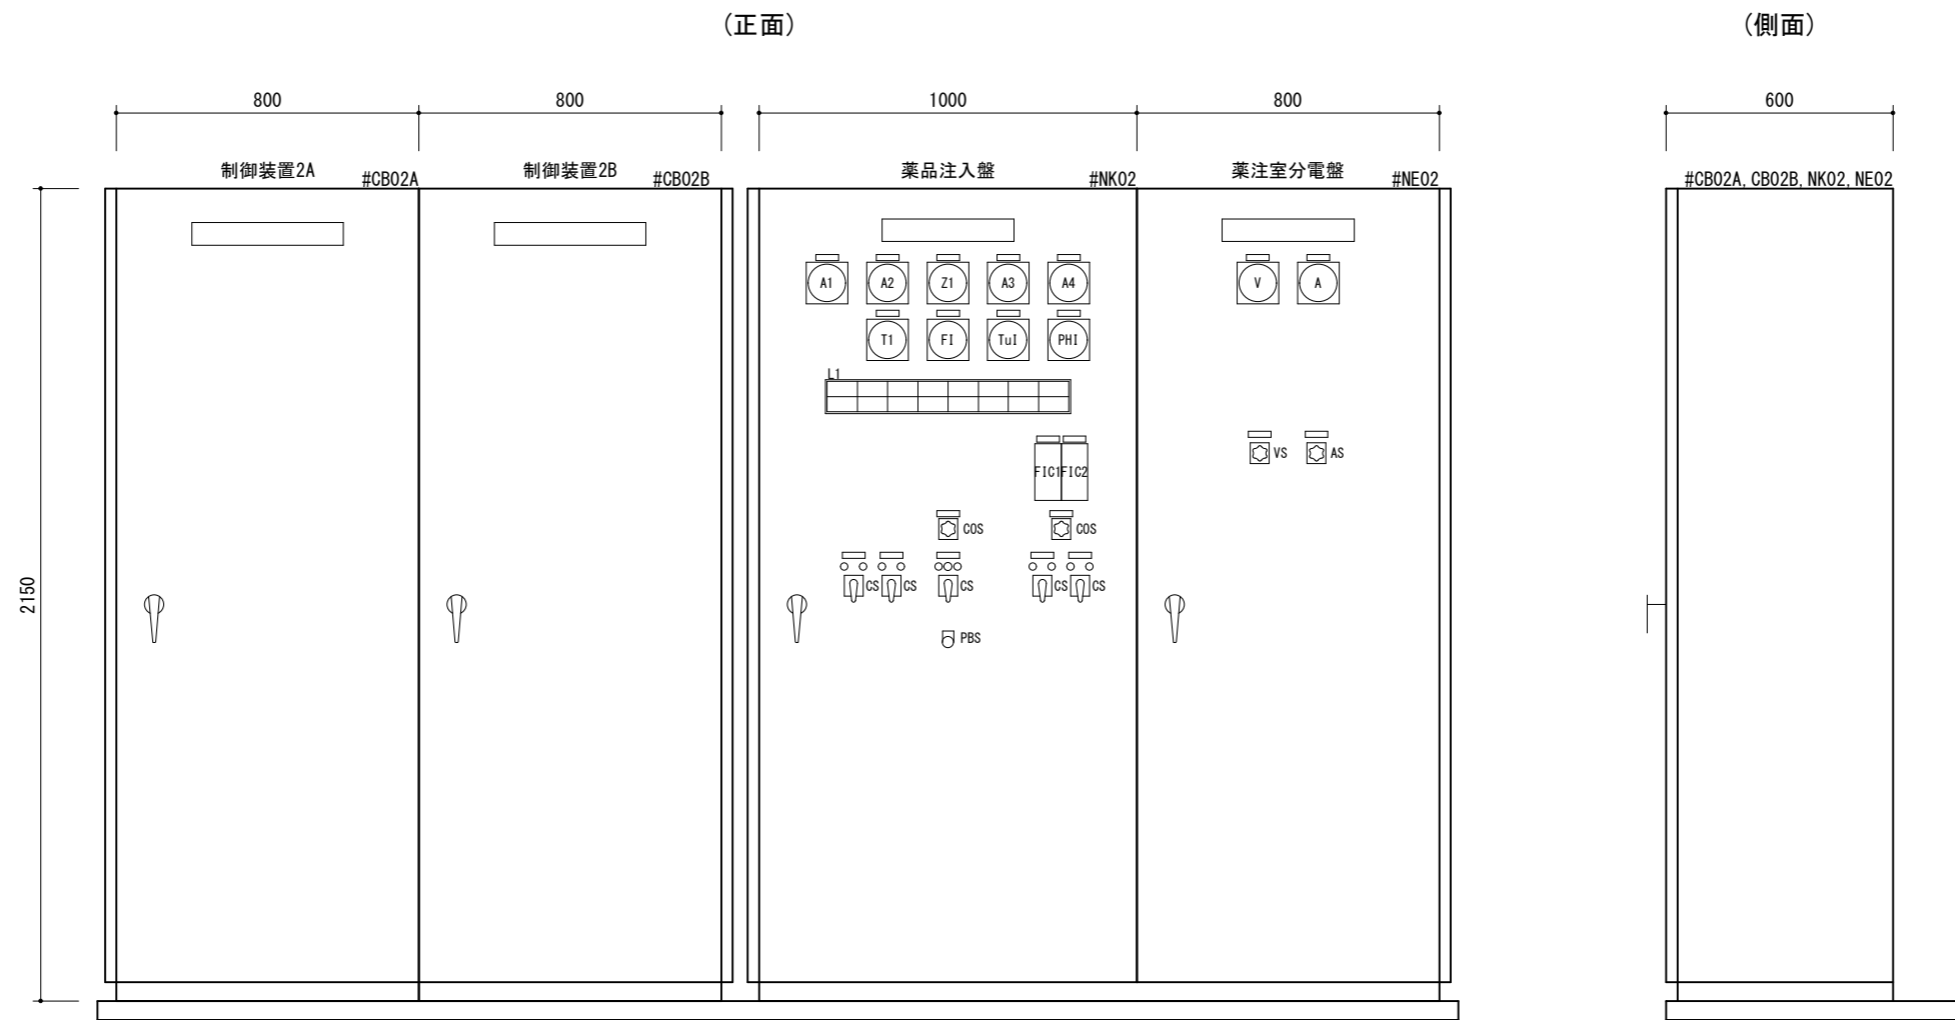 (正面)
(側面)
800
800
1000
800
600
制御装置2A
#CB02A
制御装置2B
#CB02B
薬品注入盤
#NK02
薬注室分電盤
#NE02
#CB02A, CB02B, NK02, NE02
A1
A2
Z1
A3
A4
V
A
T1
FI
TuI
PHI
L1
FIC1
FIC2
VS
AS
COS
COS
CS
CS
CS
CS
CS
PBS
2150